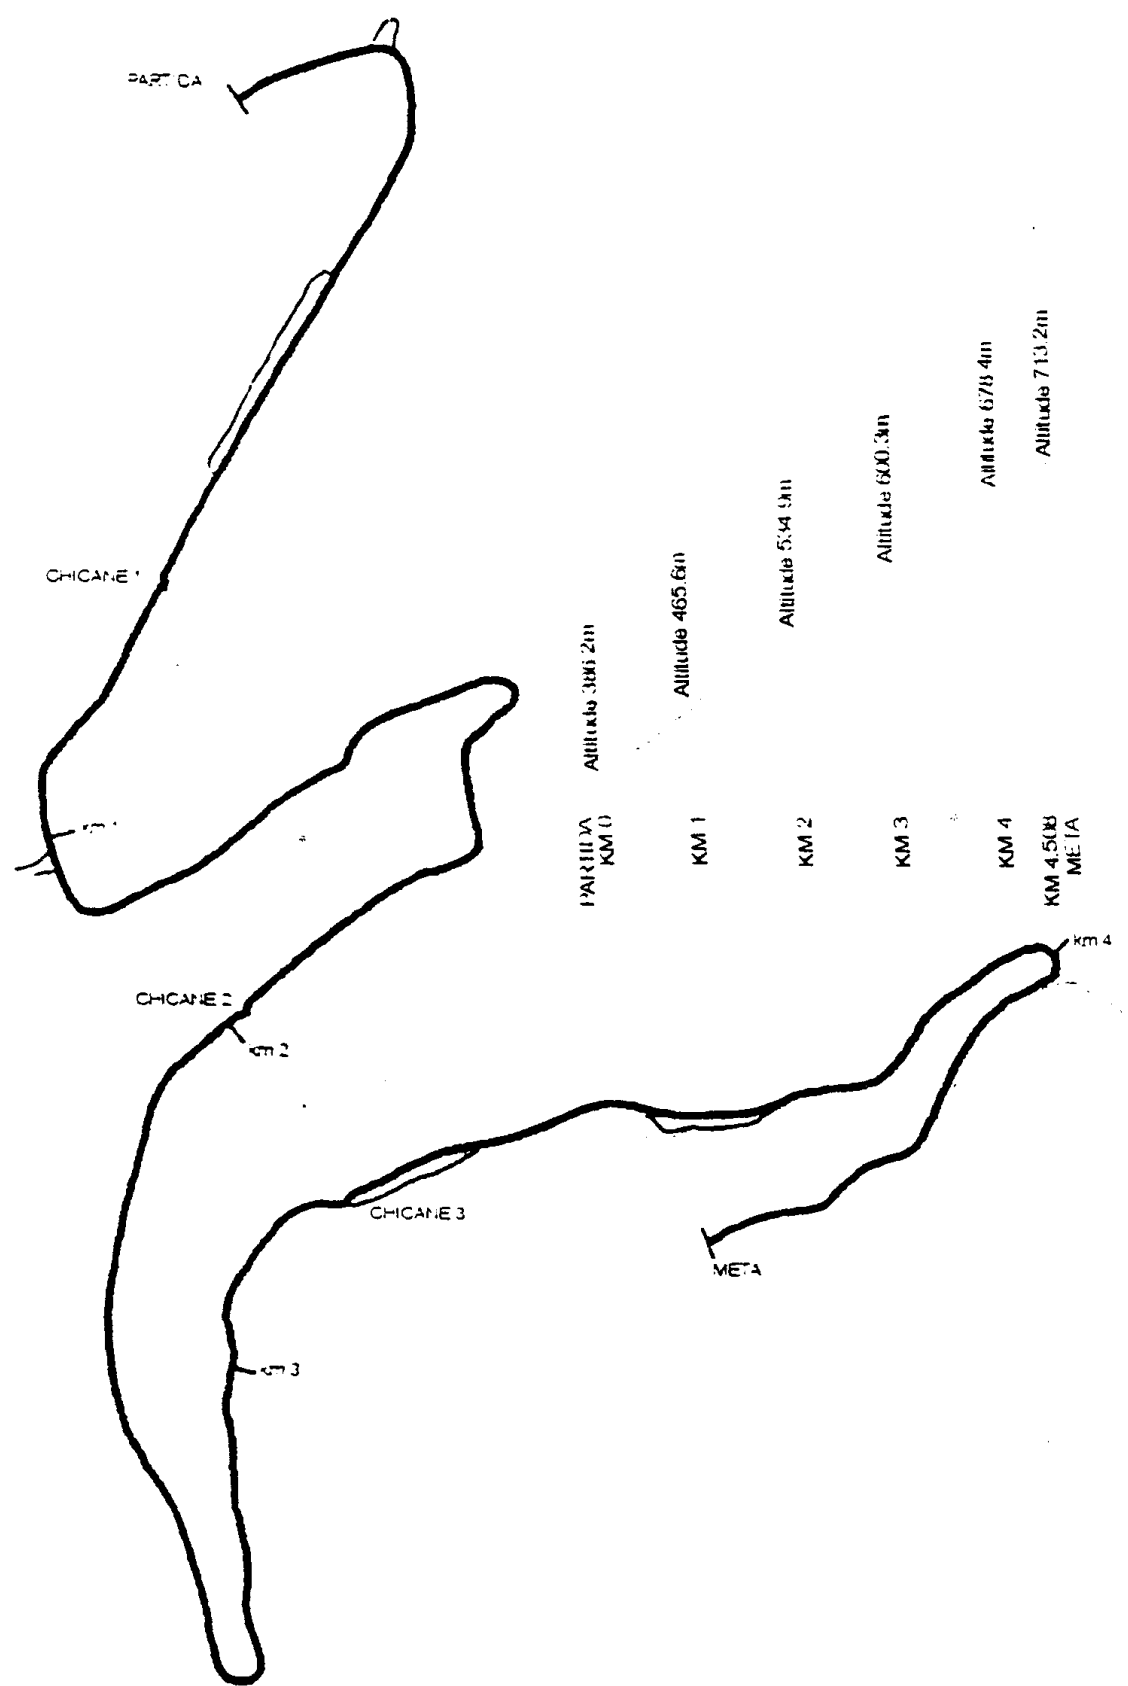 PARTIDA
CHICANE 1
km 1
CHICANE 2
km 2
CHICANE 3
km 3
km 4
META
PARTIDA
KM 0
Altitude 386.2m
KM 1
Altitude 465.6m
KM 2
Altitude 534.9m
KM 3
Altitude 600.3m
KM 4
Altitude 678.4m
KM 4.508
META
Altitude 713.2m